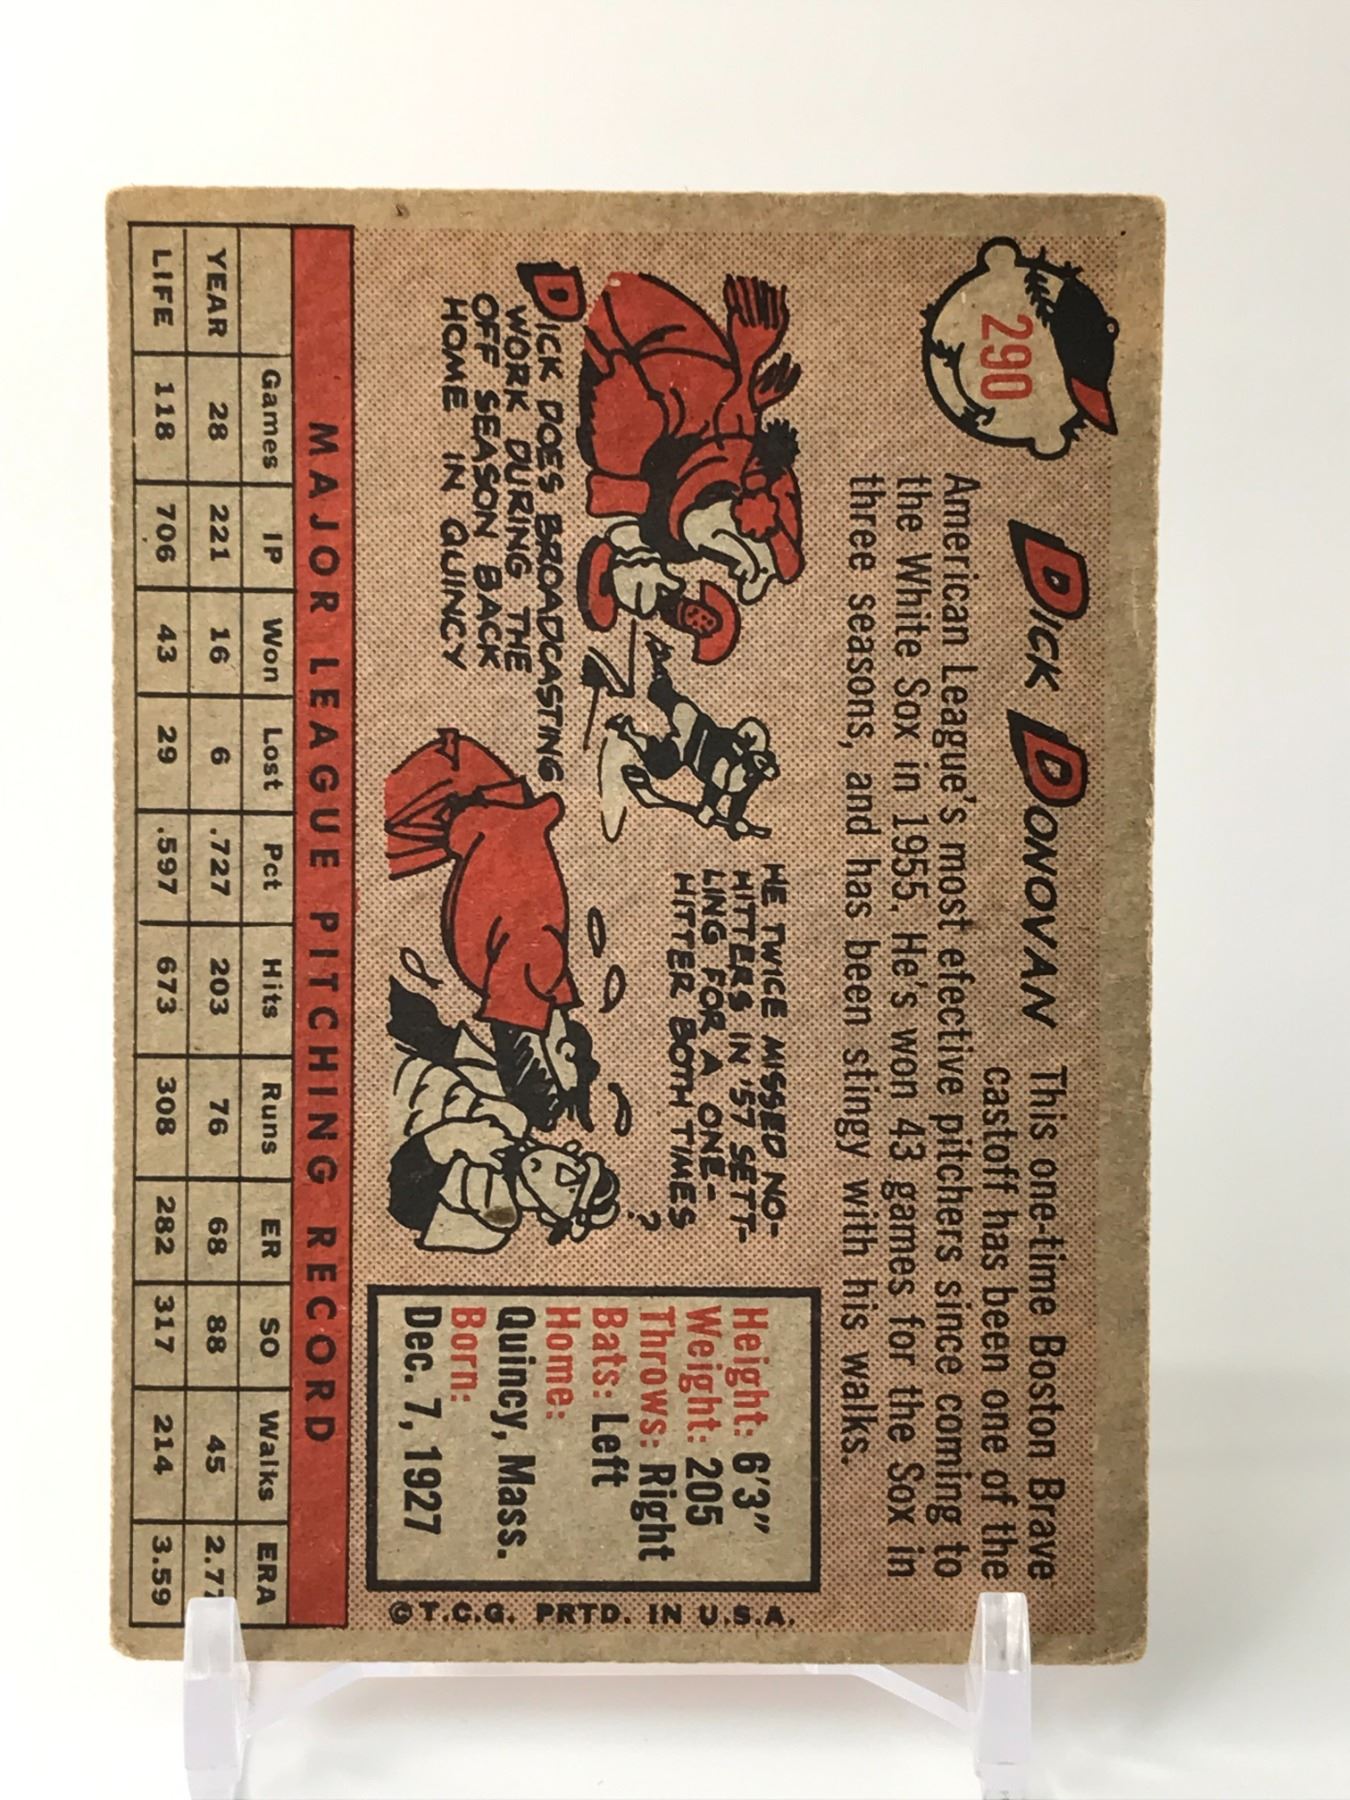 290
DICK DONOVAN
This one-time Boston Brave
castoff has been one of the
American League's most efective pitchers since coming to
the White Sox in 1955. He's won 43 games for the Sox in
three seasons, and has been stingy with his walks.
DICK DOES BROADCASTING
WORK DURING THE
OFF SEASON BACK
HOME IN QUINCY
HE TWICE MISSED NO-
HITTERS IN '57 SETT-
LING FOR A ONE-
HITTER BOTH TIMES
?
Height: 6'3"
Weight: 205
Throws: Right
Bats: Left
Home:
Quincy, Mass.
Born:
Dec. 7, 1927
©T.C.G. PRTD. IN U.S.A.
MAJOR LEAGUE PITCHING RECORD
Games IP Won Lost Pct Hits Runs ER SO Walks ERA
YEAR 28 221 16 6 .727 203 76 68 88 45 2.77
LIFE 118 706 43 29 .597 673 308 282 317 214 3.59